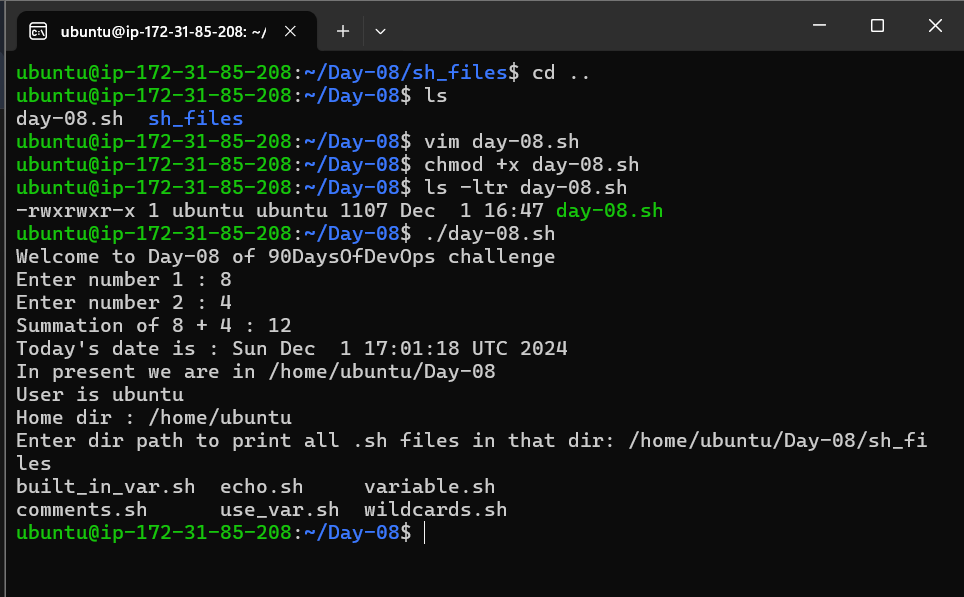 ubuntu@ip-172-31-85-208: ~/
ubuntu@ip-172-31-85-208:~/Day-08/sh_files$ cd ..
ubuntu@ip-172-31-85-208:~/Day-08$ ls
day-08.sh  sh_files
ubuntu@ip-172-31-85-208:~/Day-08$ vim day-08.sh
ubuntu@ip-172-31-85-208:~/Day-08$ chmod +x day-08.sh
ubuntu@ip-172-31-85-208:~/Day-08$ ls -ltr day-08.sh
-rwxrwxr-x 1 ubuntu ubuntu 1107 Dec  1 16:47 day-08.sh
ubuntu@ip-172-31-85-208:~/Day-08$ ./day-08.sh
Welcome to Day-08 of 90DaysOfDevOps challenge
Enter number 1 : 8
Enter number 2 : 4
Summation of 8 + 4 : 12
Today's date is : Sun Dec  1 17:01:18 UTC 2024
In present we are in /home/ubuntu/Day-08
User is ubuntu
Home dir : /home/ubuntu
Enter dir path to print all .sh files in that dir: /home/ubuntu/Day-08/sh_fi
les
built_in_var.sh  echo.sh     variable.sh
comments.sh      use_var.sh  wildcards.sh
ubuntu@ip-172-31-85-208:~/Day-08$